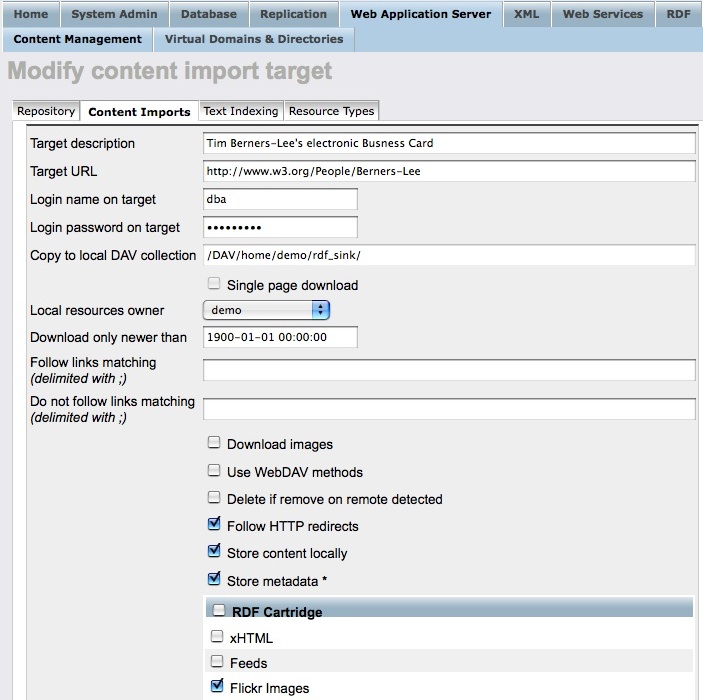 Home System Admin Database Replication Web Application Server XML Web Services RDF
Content Management Virtual Domains & Directories
Modify content import target
Repository Content Imports Text Indexing Resource Types
Target description Tim Berners-Lee's electronic Busness Card
Target URL http://www.w3.org/People/Berners-Lee
Login name on target dba
Login password on target •••••••••
Copy to local DAV collection /DAV/home/demo/rdf_sink/
Single page download
Local resources owner demo
Download only newer than 1900-01-01 00:00:00
Follow links matching
(delimited with ;)
Do not follow links matching
(delimited with ;)
Download images
Use WebDAV methods
Delete if remove on remote detected
Follow HTTP redirects
Store content locally
Store metadata *
RDF Cartridge
xHTML
Feeds
Flickr Images